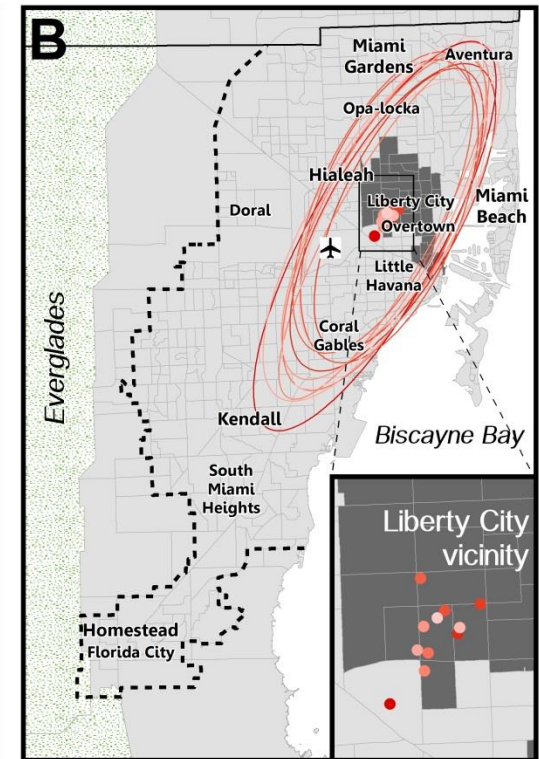 B
Miami
Gardens
Aventura
Opa-locka
Hialeah
Doral
Liberty City
Miami
Beach
Overtown
Little
Havana
Coral
Gables
Everglades
Kendall
Biscayne Bay
South
Miami
Heights
Liberty City
vicinity
Homestead
Florida City